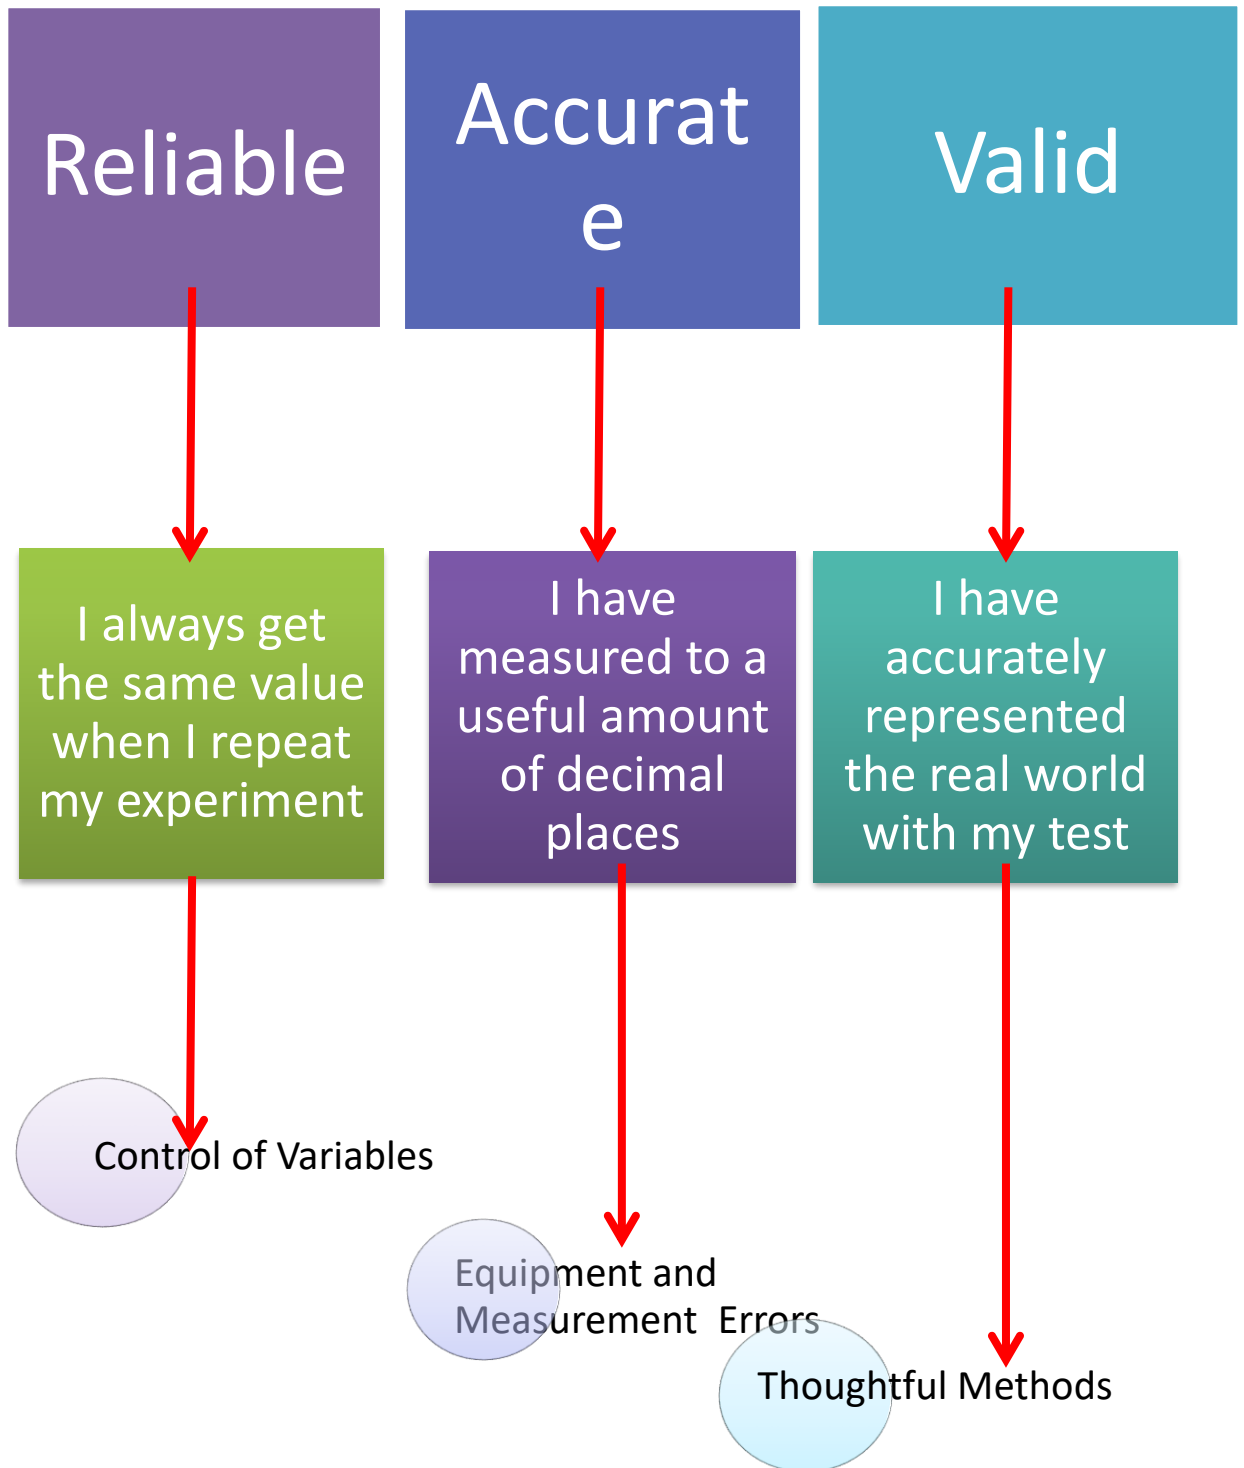 Reliable
Accurat
e
Valid
I always get
the same value
when I repeat
my experiment
I have
measured to a
useful amount
of decimal
places
I have
accurately
represented
the real world
with my test
Control of Variables
Equipment and
Measurement  Errors
Thoughtful Methods